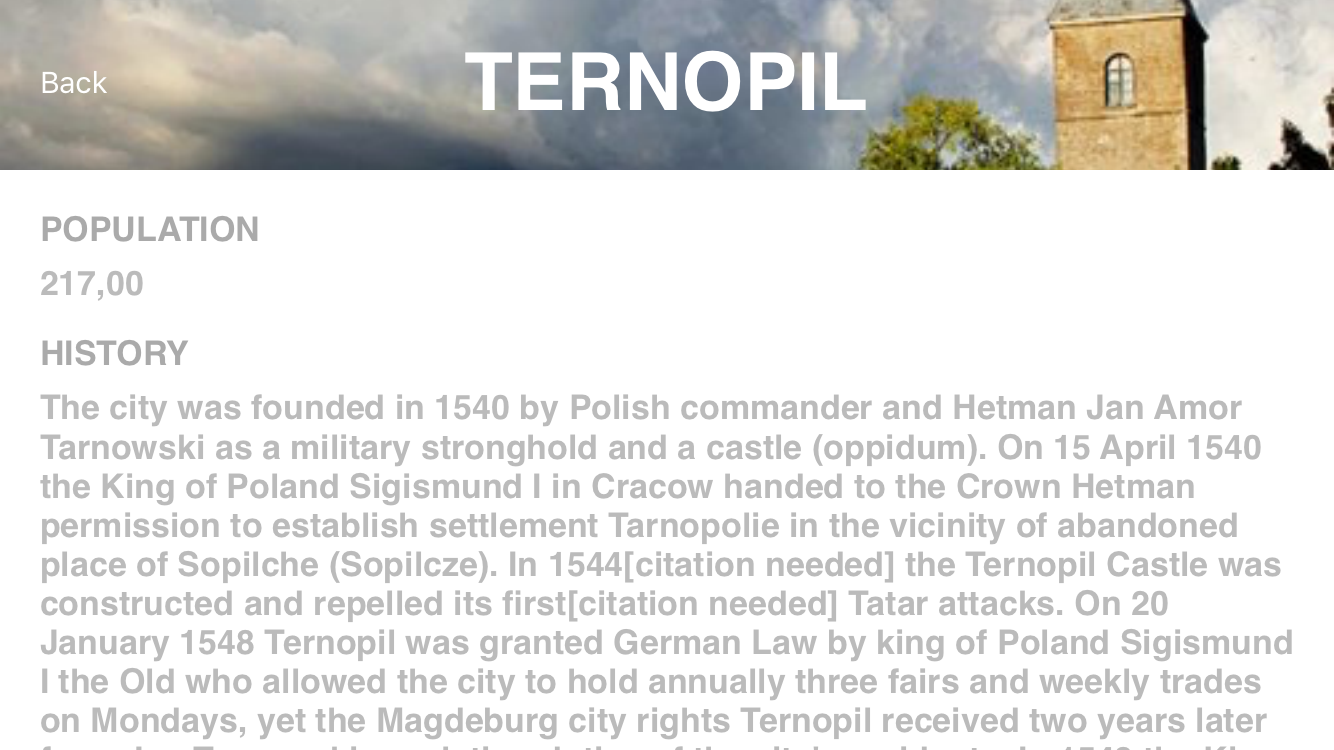 Back
TERNOPIL
POPULATION
217,00
HISTORY
The city was founded in 1540 by Polish commander and Hetman Jan Amor
Tarnowski as a military stronghold and a castle (oppidum). On 15 April 1540
the King of Poland Sigismund I in Cracow handed to the Crown Hetman
permission to establish settlement Tarnopolie in the vicinity of abandoned
place of Sopilche (Sopilcze). In 1544[citation needed] the Ternopil Castle was
constructed and repelled its first[citation needed] Tatar attacks. On 20
January 1548 Ternopil was granted German Law by king of Poland Sigismund
I the Old who allowed the city to hold annually three fairs and weekly trades
on Mondays, yet the Magdeburg city rights Ternopil received two years later